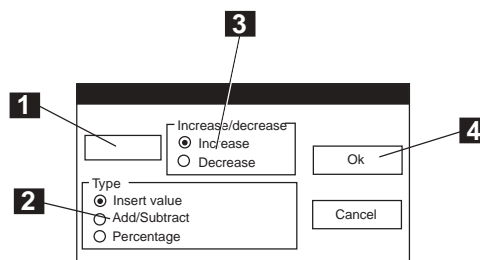 3
1
Increase/decrease
Increase
Decrease
4
Ok
Type
Insert value
2
Add/Subtract
Percentage
Cancel